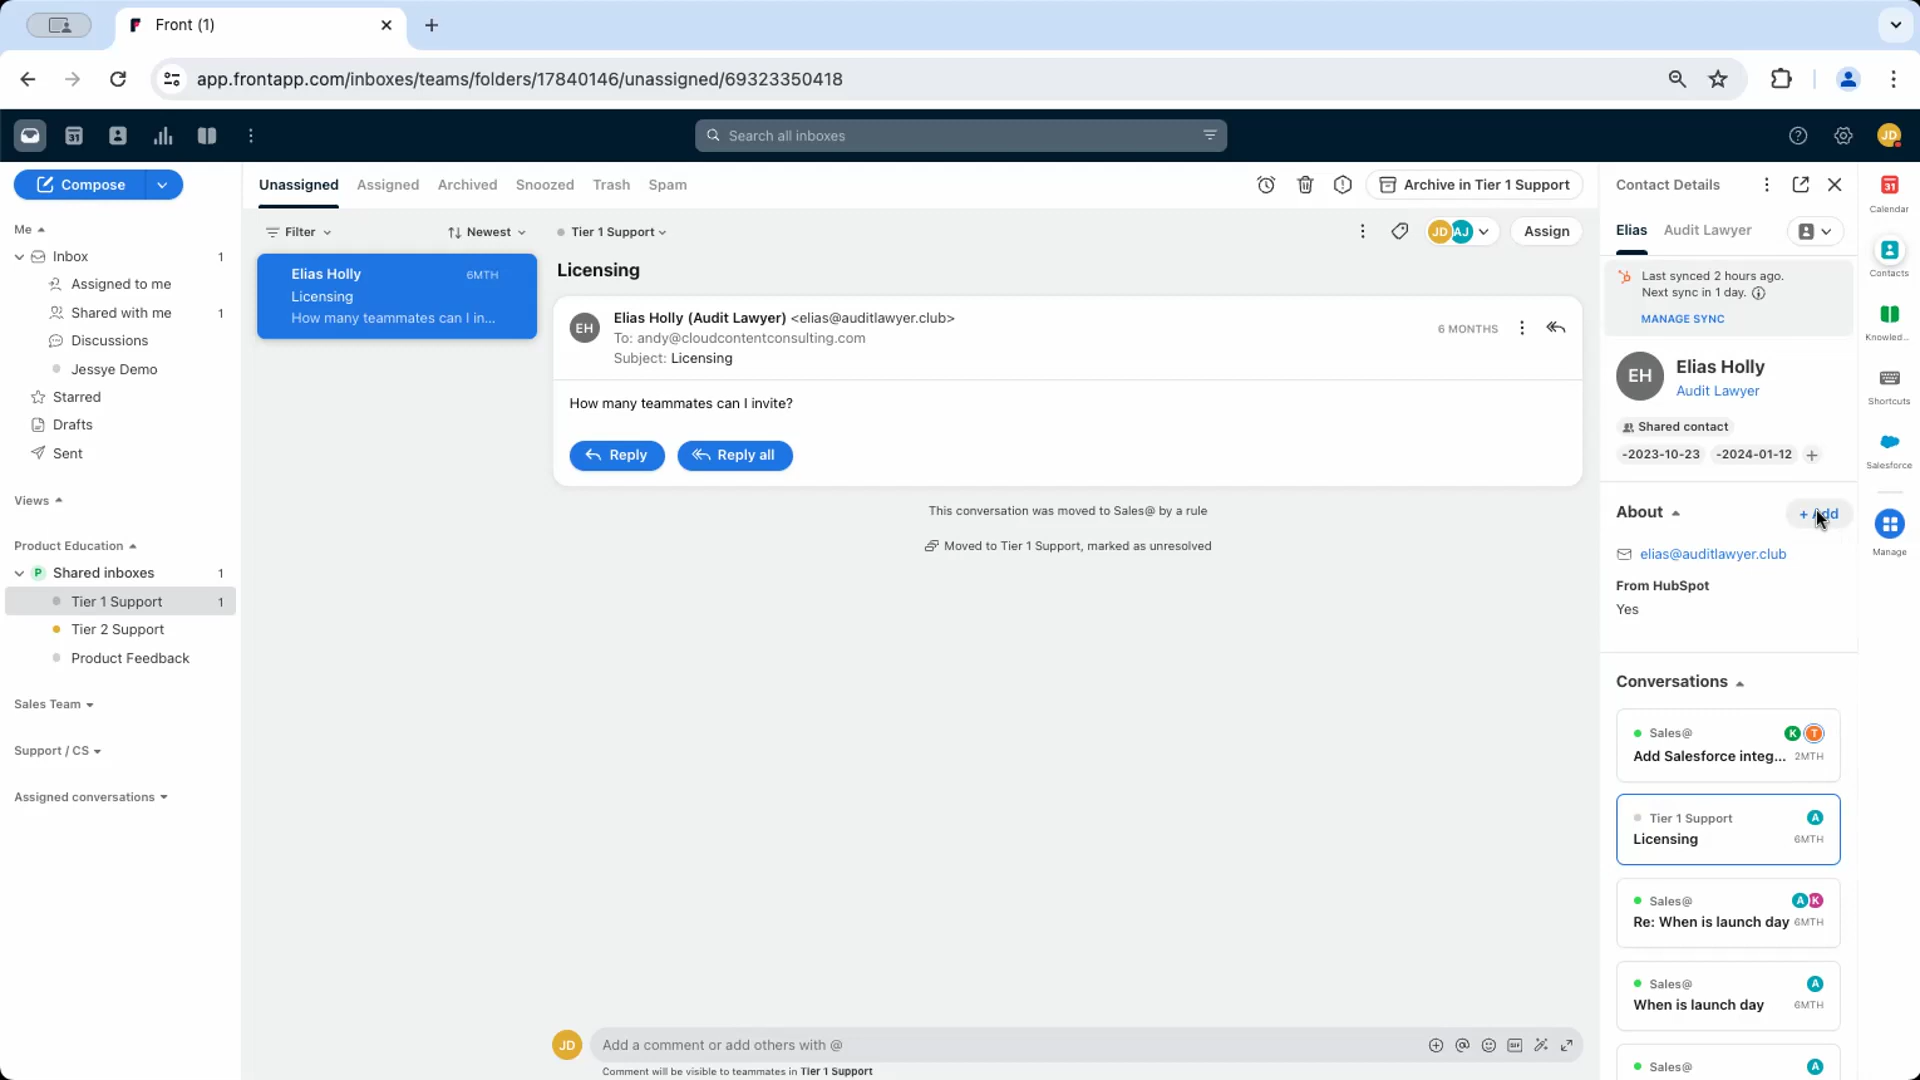 Front (1)
app.frontapp.com/inboxes/teams/folders/17840146/unassigned/69323350418
31
Search all inboxes
JD
Compose
Me
Inbox 1
Assigned to me
Shared with me 1
Discussions
Jessye Demo
Starred
Drafts
Sent
Views
Product Education
P Shared inboxes 1
Tier 1 Support 1
Tier 2 Support
Product Feedback
Sales Team
Support / CS
Assigned conversations
Unassigned Assigned Archived Snoozed Trash Spam
Archive in Tier 1 Support
Filter Newest
Elias Holly 6MTH
Licensing
How many teammates can I in...
Tier 1 Support JD AJ Assign
Licensing
EH Elias Holly (Audit Lawyer) <elias@auditlawyer.club>
To: andy@cloudcontentconsulting.com
Subject: Licensing
6 MONTHS
How many teammates can I invite?
Reply Reply all
This conversation was moved to Sales@ by a rule
Moved to Tier 1 Support, marked as unresolved
JD Add a comment or add others with @
GIF
Comment will be visible to teammates in Tier 1 Support
Contact Details
Elias Audit Lawyer
Last synced 2 hours ago.
Next sync in 1 day.
MANAGE SYNC
EH Elias Holly
Audit Lawyer
Shared contact
-2023-10-23 -2024-01-12 +
About + Add
elias@auditlawyer.club
From HubSpot
Yes
Conversations
Sales@ K T
Add Salesforce integ... 2MTH
Tier 1 Support A
Licensing 6MTH
Sales@ A K
Re: When is launch day 6MTH
Sales@ A
When is launch day 6MTH
Sales@ A
31
Calendar
Contacts
Knowled...
Shortcuts
Salesforce
Manage